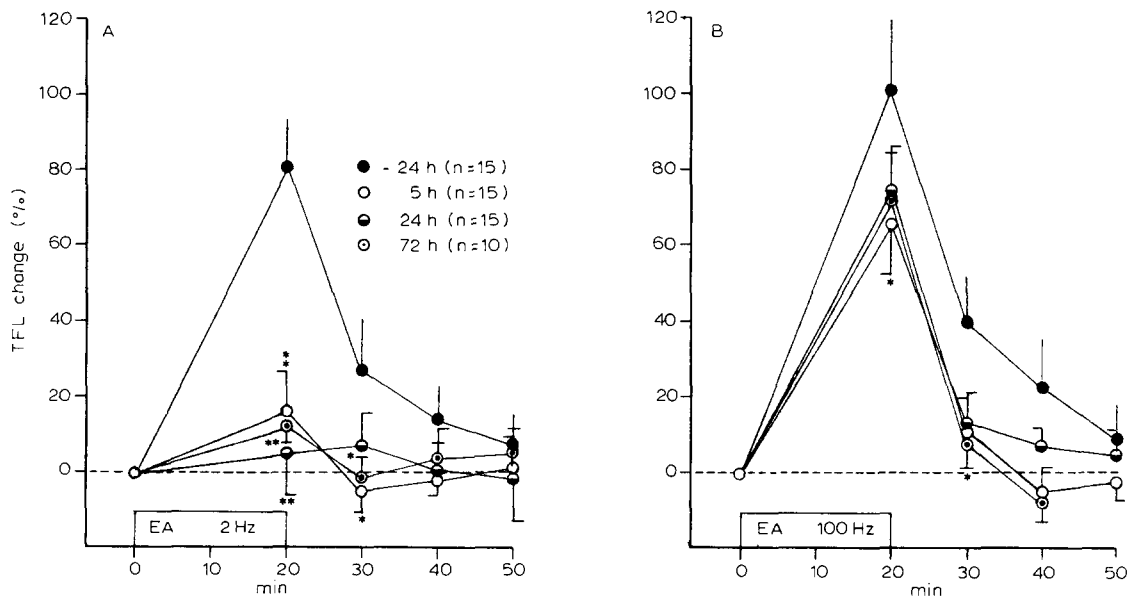 A
B
TFL change (%)
120
100
80
60
40
20
0
- 24 h (n=15)
5 h (n=15)
24 h (n=15)
72 h (n=10)
*
*
**
**
*
*
EA 2 Hz
0 10 20 30 40 50
min
120
100
80
60
40
20
0
*
*
EA 100 Hz
0 10 20 30 40 50
min